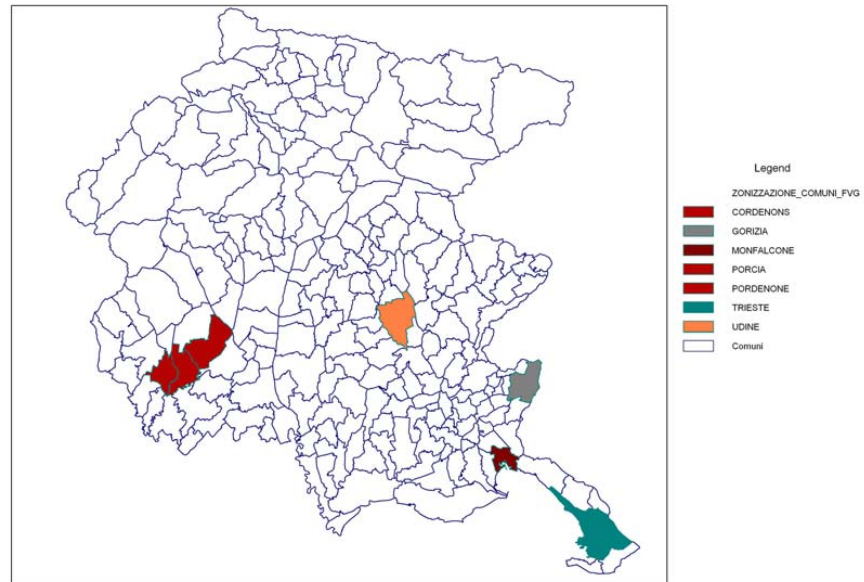 Legend
ZONIZZAZIONE_COMUNI_FVG
CORDENONS
GORIZIA
MONFALCONE
PORCIA
PORDENONE
TRIESTE
UDINE
Comuni